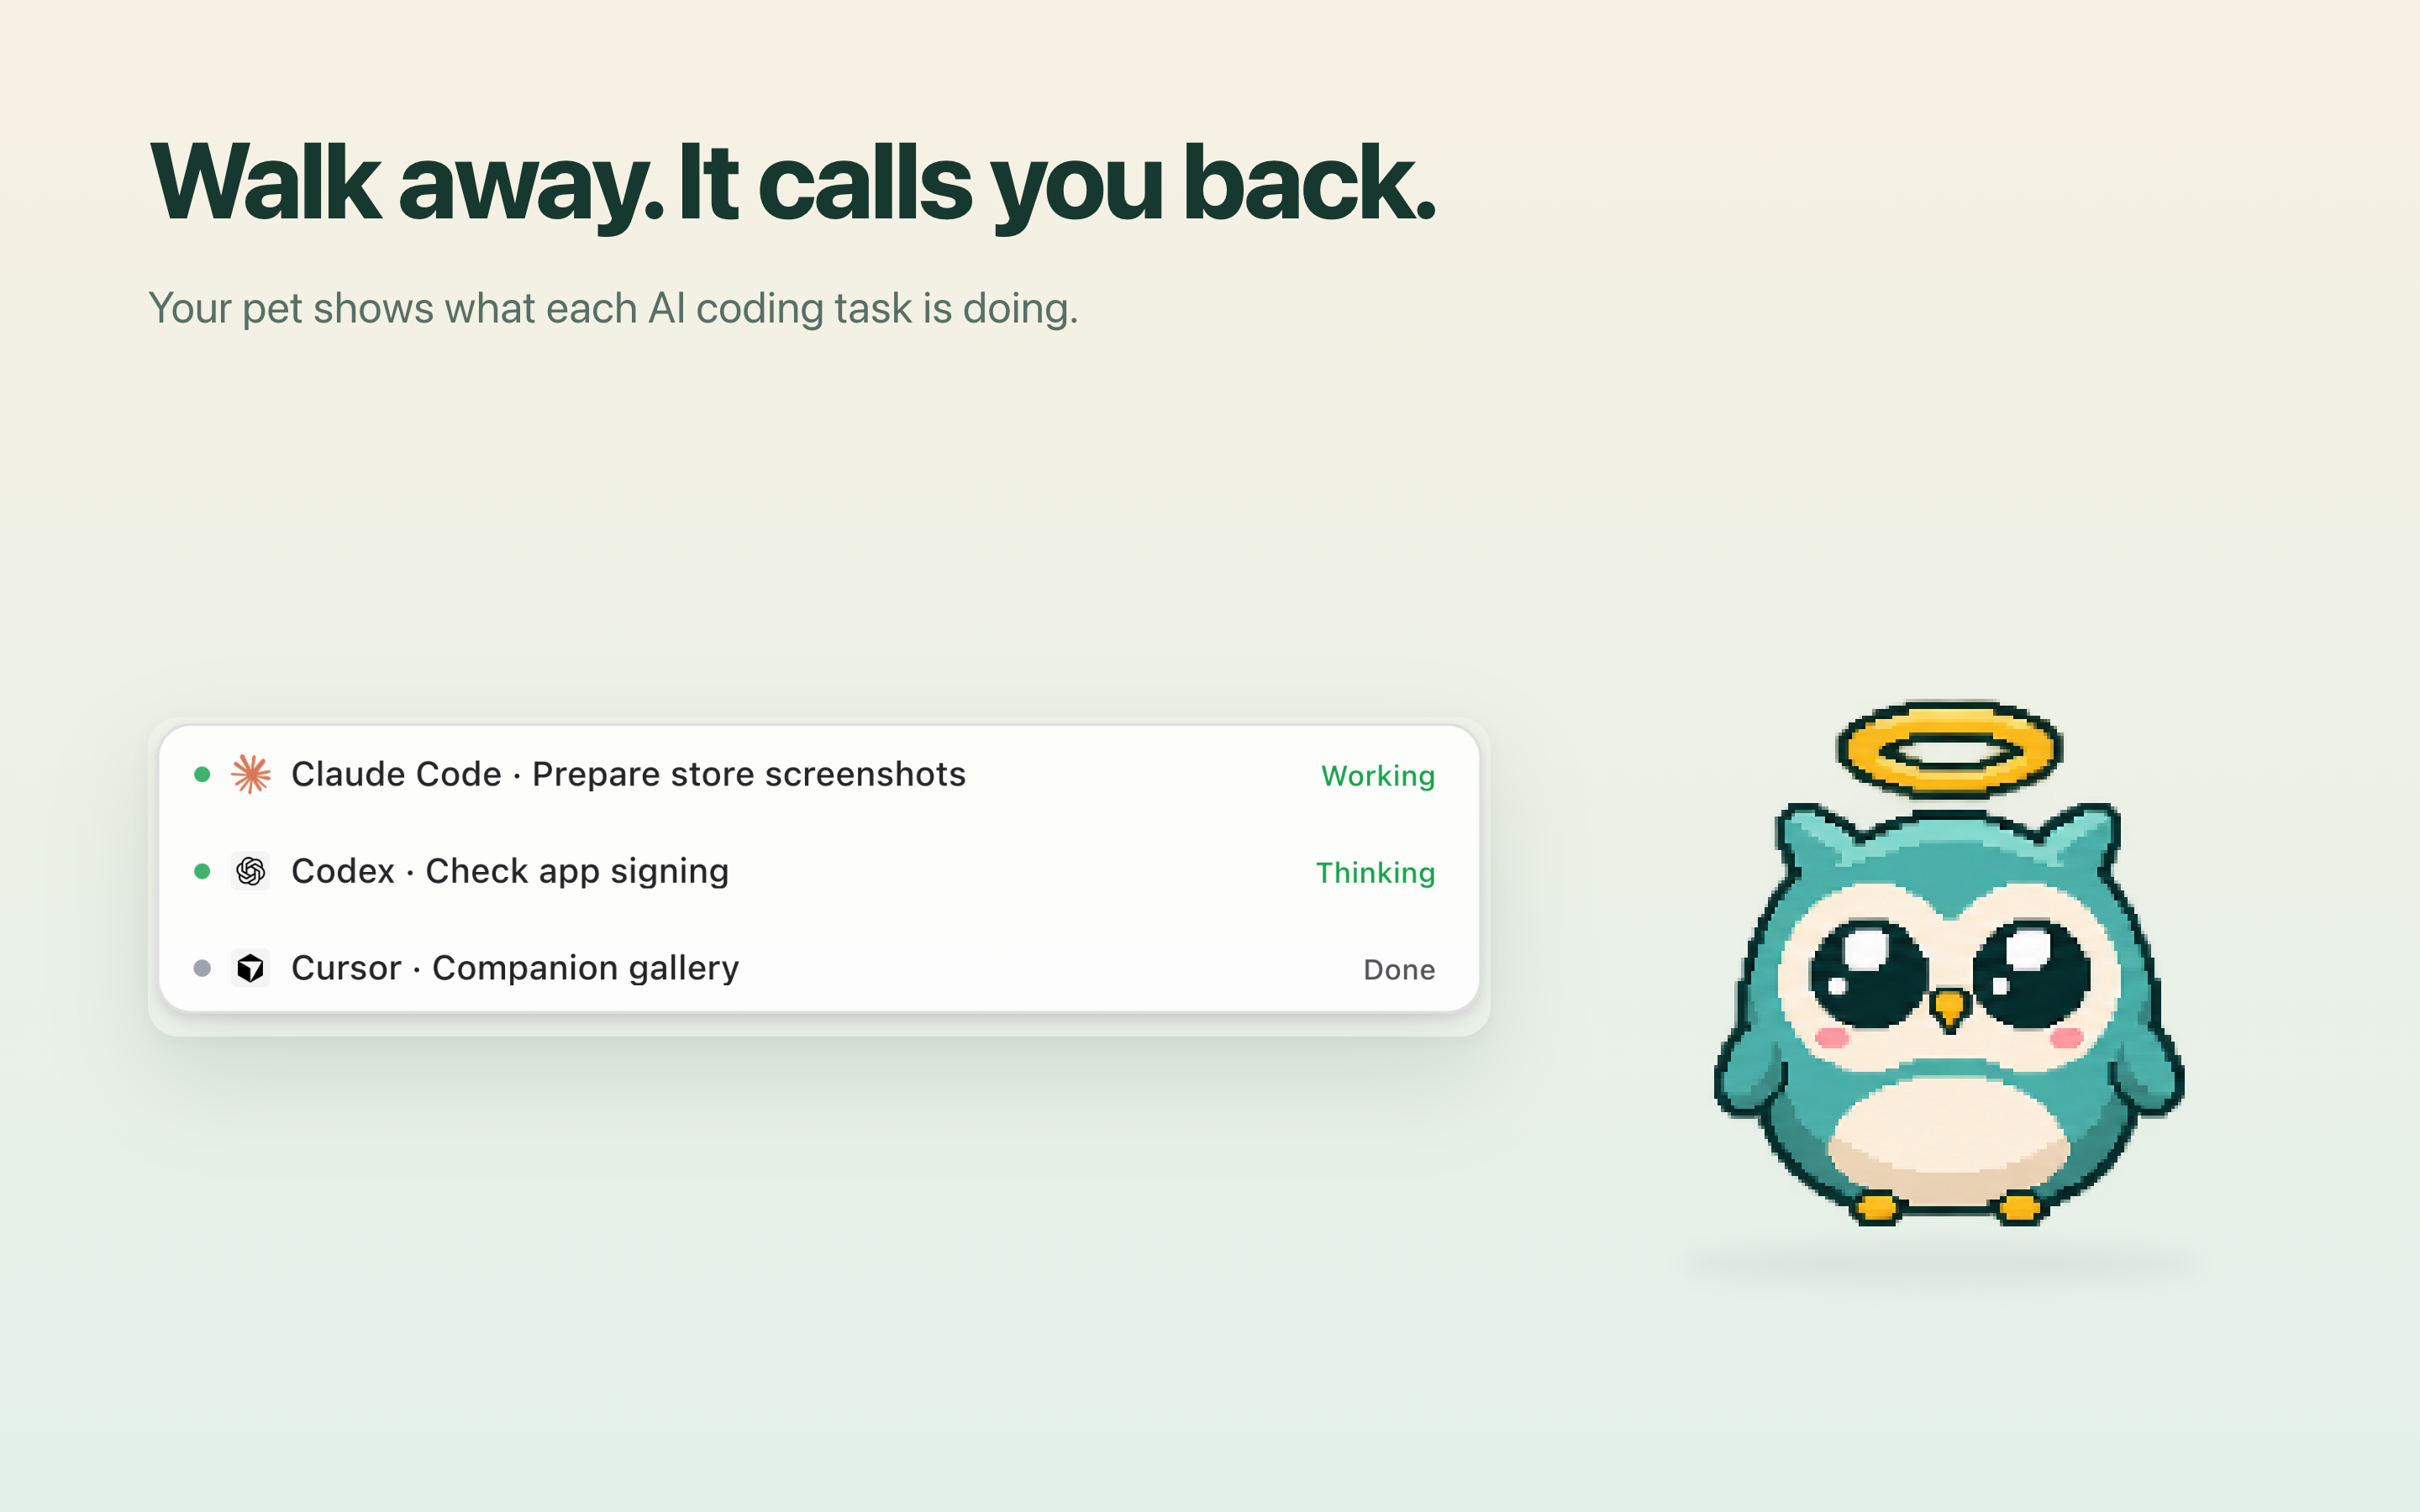 Walk away. It calls you back.
Your pet shows what each AI coding task is doing.
Claude Code · Prepare store screenshots Working
Codex · Check app signing Thinking
Cursor · Companion gallery Done